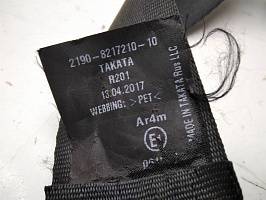 2190-8217210-10
TAKATA
R201
13.04.2017
WEBBING: >PET<
Ar4m
E
*MADE IN TAKATA Rus LLC